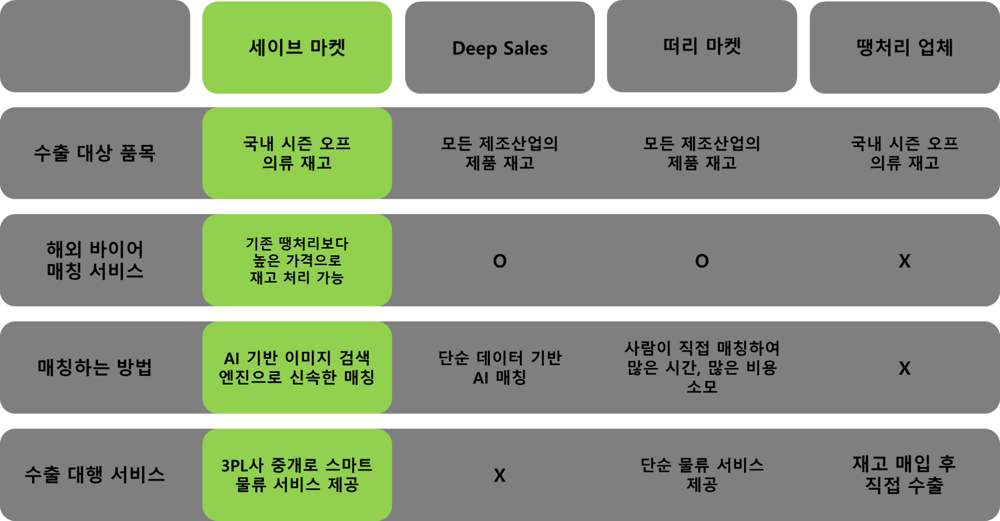 세이브 마켓
Deep Sales
떠리 마켓
땡처리 업체
수출 대상 품목
국내 시즌 오프
의류 재고
모든 제조산업의
제품 재고
모든 제조산업의
제품 재고
국내 시즌 오프
의류 재고
해외 바이어
매칭 서비스
기존 땡처리보다
높은 가격으로
재고 처리 가능
O
O
X
매칭하는 방법
AI 기반 이미지 검색
엔진으로 신속한 매칭
단순 데이터 기반
AI 매칭
사람이 직접 매칭하여
많은 시간, 많은 비용
소모
X
수출 대행 서비스
3PL사 중개로 스마트
물류 서비스 제공
X
단순 물류 서비스
제공
재고 매입 후
직접 수출